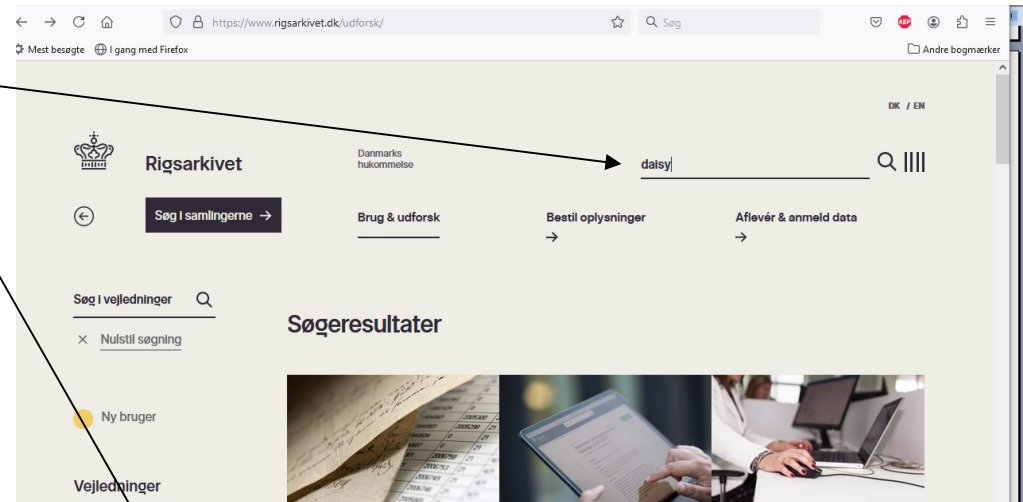 https://www.rigsarkivet.dk/udforsk/
Søg
ABP
Mest besøgte
I gang med Firefox
Andre bogmærker
DK / EN
Rigsarkivet
Danmarks
hukommelse
daisy
Søg i samlingerne →
Brug & udforsk
Bestil oplysninger
→
Aflevér & anmeld data
→
Søg i vejledninger
× Nulstil søgning
Søgeresultater
Ny bruger
Vejledninger